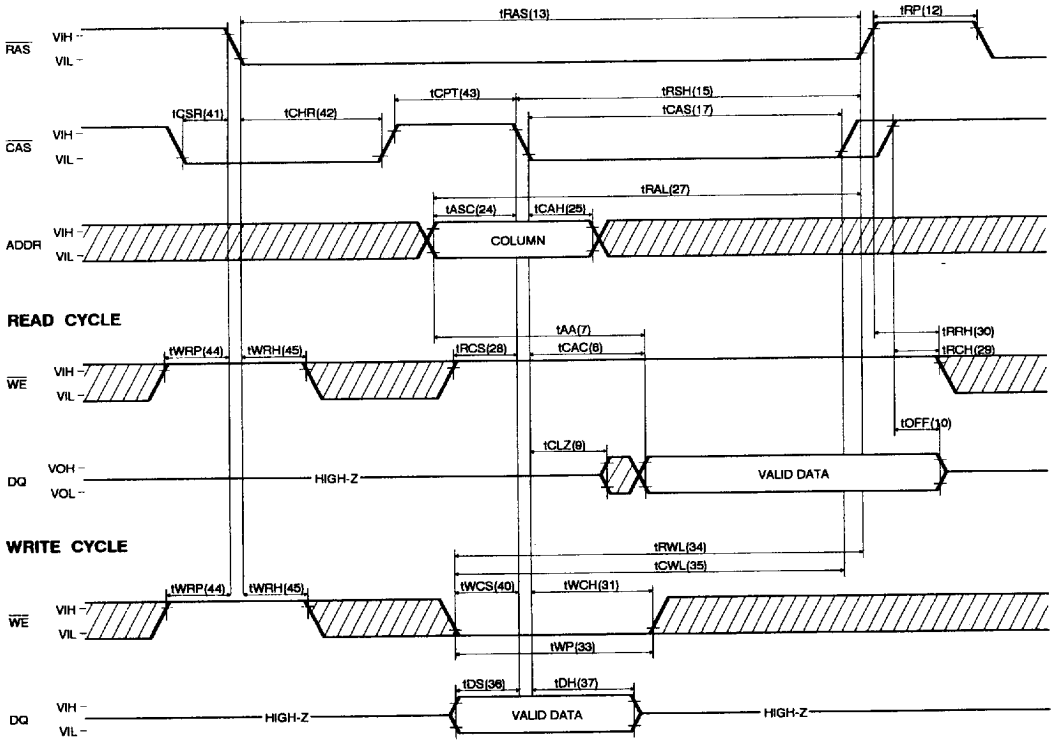 tRAS(13)
tRP(12)
RAS
VIH
VIL
tCPT(43)
tRSH(15)
tCSR(41)
tCHR(42)
tCAS(17)
CAS
VIH
VIL
tRAL(27)
tASC(24)
tCAH(25)
ADDR
VIH
VIL
COLUMN
READ CYCLE
tAA(7)
tRRH(30)
tWRP(44)
tWRH(45)
tRCS(28)
tCAC(6)
tRCH(29)
WE
VIH
VIL
tOFF(10)
tCLZ(9)
DQ
VOH
VOL
HIGH-Z
VALID DATA
WRITE CYCLE
tRWL(34)
tCWL(35)
tWRP(44)
tWRH(45)
tWCS(40)
tWCH(31)
WE
VIH
VIL
tWP(33)
tDS(36)
tDH(37)
DQ
VIH
VIL
HIGH-Z
VALID DATA
HIGH-Z